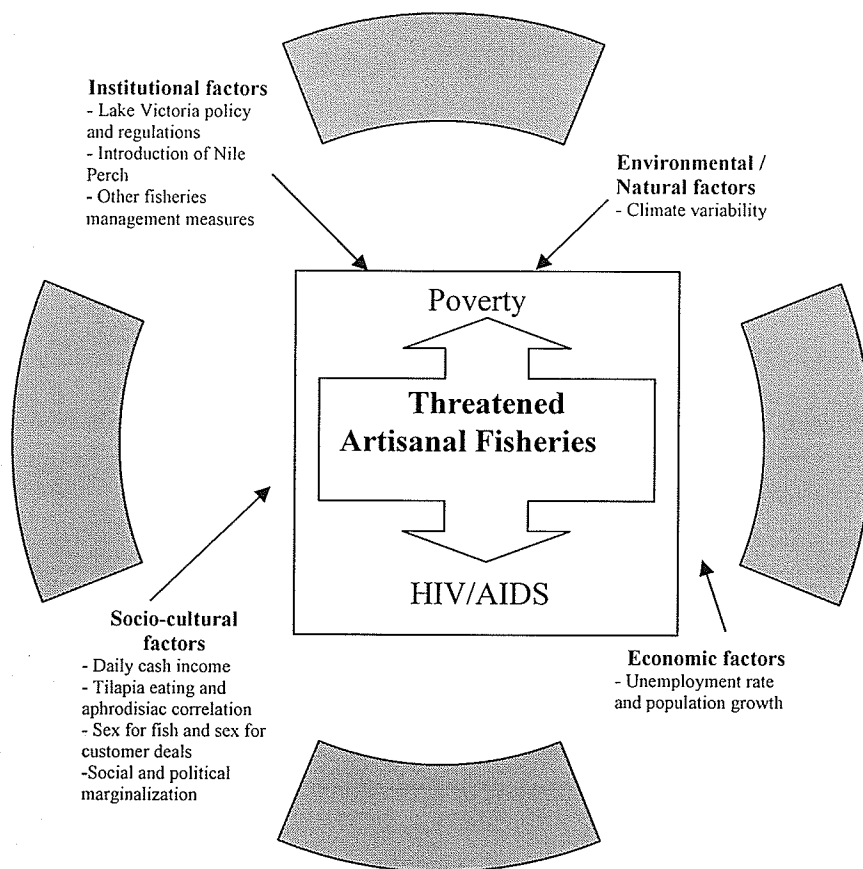 Institutional factors
- Lake Victoria policy
and regulations
- Introduction of Nile
Perch
- Other fisheries
management measures
Environmental /
Natural factors
- Climate variability
Poverty
Threatened
Artisanal Fisheries
HIV/AIDS
Socio-cultural
factors
- Daily cash income
- Tilapia eating and
aphrodisiac correlation
- Sex for fish and sex for
customer deals
-Social and political
marginalization
Economic factors
- Unemployment rate
and population growth